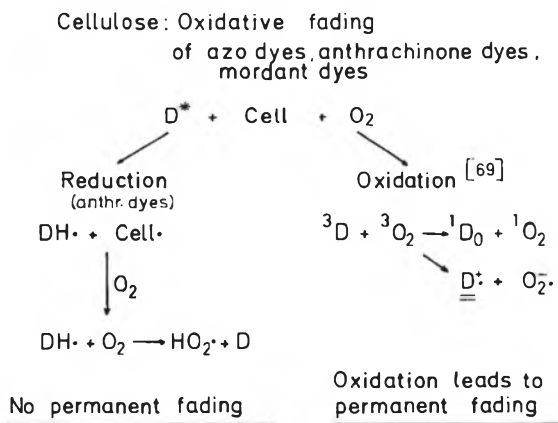 Cellulose: Oxidative fading
of azo dyes, anthrachinone dyes,
mordant dyes
D* + Cell + O₂
Reduction
(anthr. dyes)
DH· + Cell·
O₂
DH· + O₂ → HO₂· + D
No permanent fading
Oxidation [69]
³D + ³O₂ → ¹D₀ + ¹O₂
D⁺· + O₂⁻·
Oxidation leads to
permanent fading